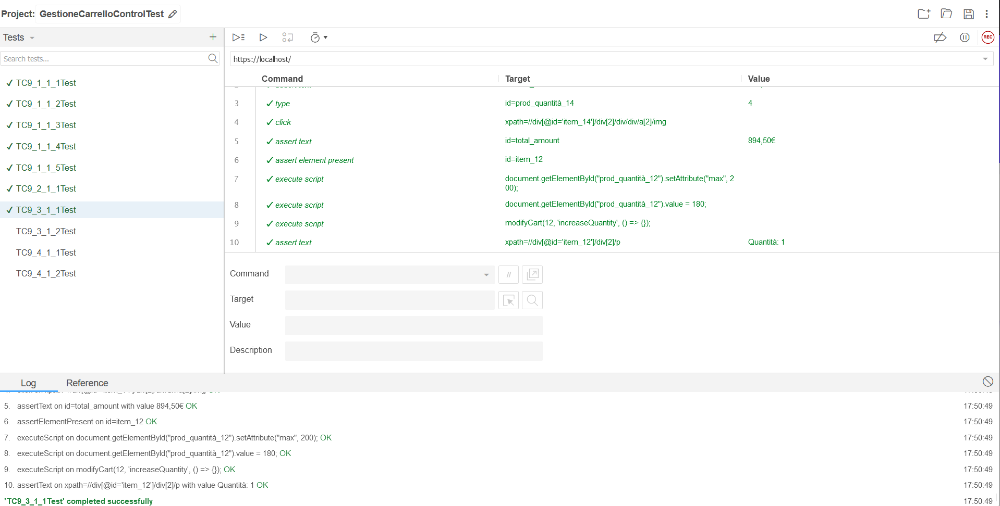 Project: GestioneCarrelloControlTest
Tests
Search tests...
TC9_1_1_1Test
TC9_1_1_2Test
TC9_1_1_3Test
TC9_1_1_4Test
TC9_1_1_5Test
TC9_2_1_1Test
TC9_3_1_1Test
TC9_3_1_2Test
TC9_4_1_1Test
TC9_4_1_2Test
REC
https://localhost/
Command Target Value
3 type id=prod_quantità_14 4
4 click xpath=//div[@id='item_14']/div[2]/div/div/a[2]/img
5 assert text id=total_amount 894,50€
6 assert element present id=item_12
7 execute script document.getElementById("prod_quantità_12").setAttribute("max", 2
00);
8 execute script document.getElementById("prod_quantità_12").value = 180;
9 execute script modifyCart(12, 'increaseQuantity', () => {});
10 assert text xpath=//div[@id='item_12']/div[2]/p Quantità: 1
Command //
Target
Value
Description
Log Reference
5. assertText on id=total_amount with value 894,50€ OK 17:50:49
6. assertElementPresent on id=item_12 OK 17:50:49
7. executeScript on document.getElementById("prod_quantità_12").setAttribute("max", 200); OK 17:50:49
8. executeScript on document.getElementById("prod_quantità_12").value = 180; OK 17:50:49
9. executeScript on modifyCart(12, 'increaseQuantity', () => {}); OK 17:50:49
10. assertText on xpath=//div[@id='item_12']/div[2]/p with value Quantità: 1 OK 17:50:49
'TC9_3_1_1Test' completed successfully 17:50:49